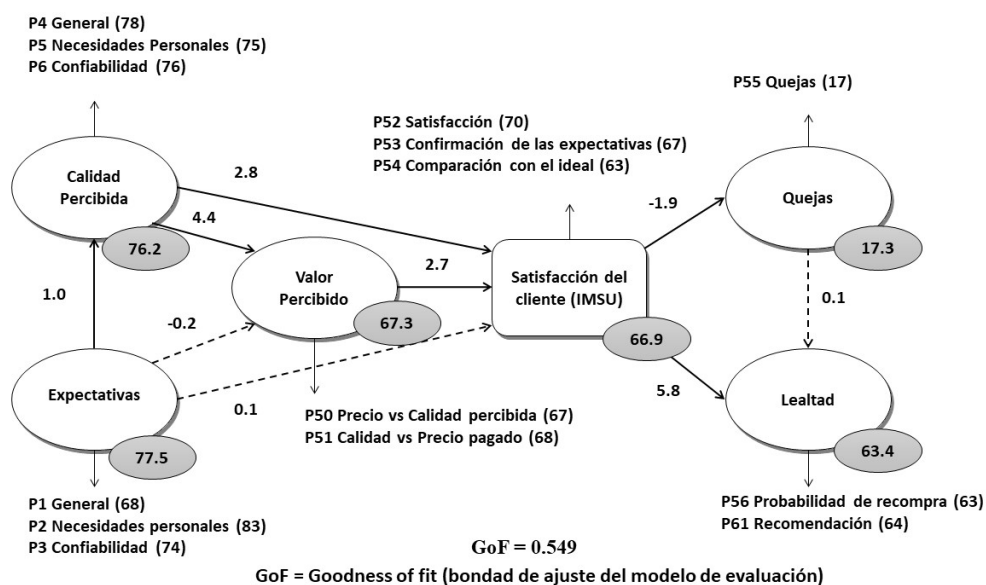 P4 General (78)
P5 Necesidades Personales (75)
P6 Confiabilidad (76)
P55 Quejas (17)
P52 Satisfacción (70)
P53 Confirmación de las expectativas (67)
P54 Comparación con el ideal (63)
Calidad
Percibida
76.2
2.8
4.4
-1.9
Quejas
17.3
Valor
Percibido
67.3
2.7
Satisfacción del
cliente (IMSU)
66.9
1.0
-0.2
0.1
0.1
5.8
Expectativas
77.5
Lealtad
63.4
P50 Precio vs Calidad percibida (67)
P51 Calidad vs Precio pagado (68)
P1 General (68)
P2 Necesidades personales (83)
P3 Confiabilidad (74)
P56 Probabilidad de recompra (63)
P61 Recomendación (64)
GoF = 0.549
GoF = Goodness of fit (bondad de ajuste del modelo de evaluación)